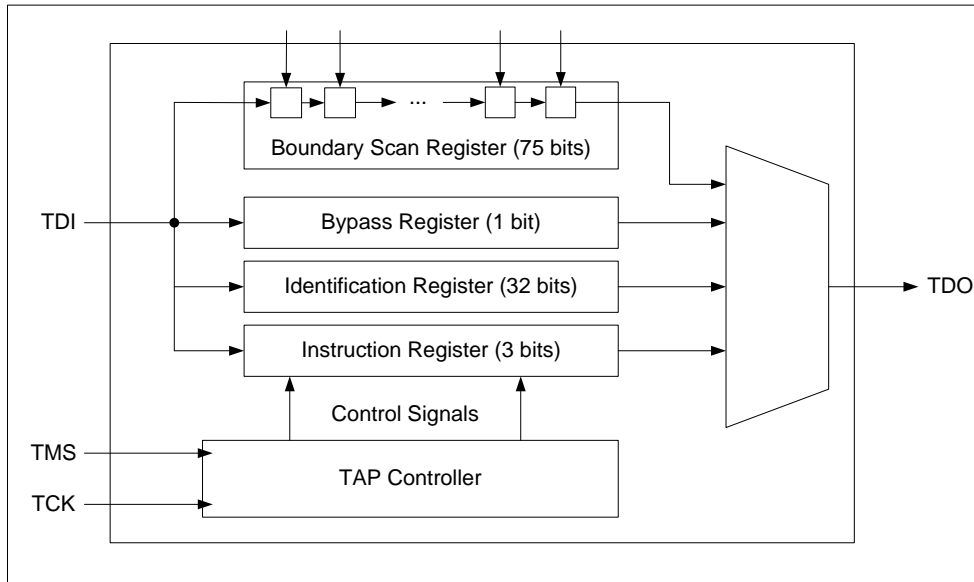 ...
Boundary Scan Register (75 bits)
TDI
Bypass Register (1 bit)
Identification Register (32 bits)
TDO
Instruction Register (3 bits)
Control Signals
TMS
TAP Controller
TCK